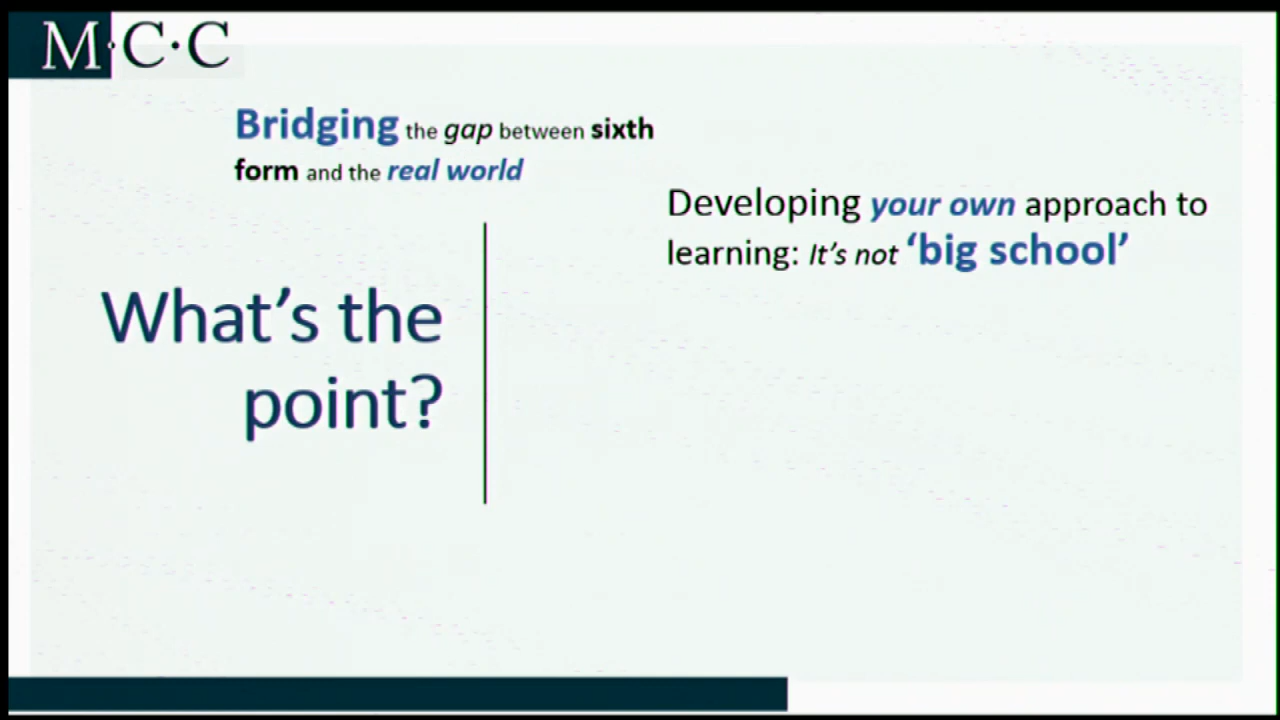 M·C·C
Bridging the gap between sixth
form and the real world
Developing your own approach to
learning: It’s not ‘big school’
What’s the
point?